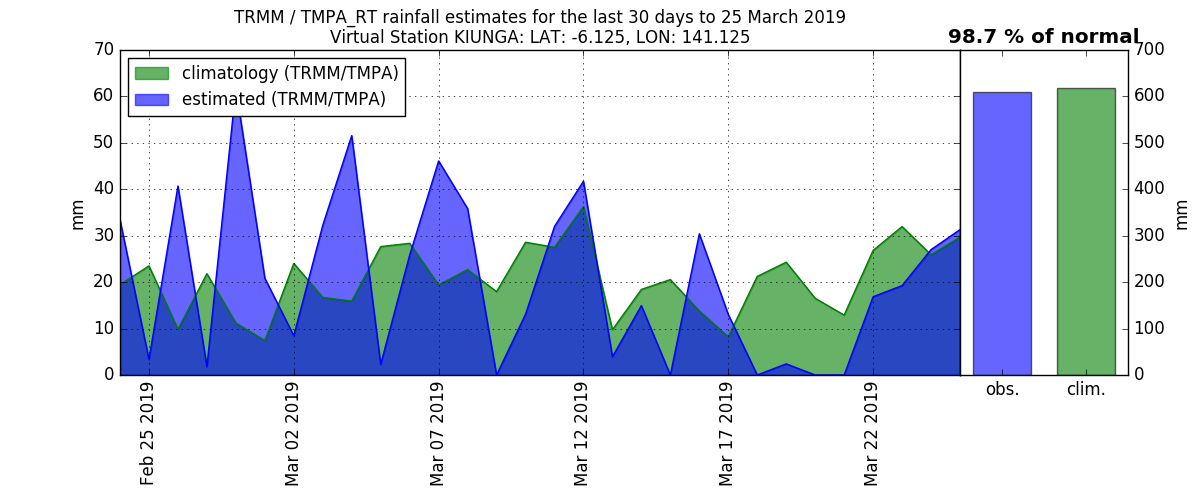 TRMM / TMPA_RT rainfall estimates for the last 30 days to 25 March 2019
Virtual Station KIUNGA: LAT: -6.125, LON: 141.125
98.7 % of normal
climatology (TRMM/TMPA)
estimated (TRMM/TMPA)
70
60
50
40
30
20
10
0
mm
Feb 25 2019
Mar 02 2019
Mar 07 2019
Mar 12 2019
Mar 17 2019
Mar 22 2019
700
600
500
400
300
200
100
0
mm
obs.
clim.